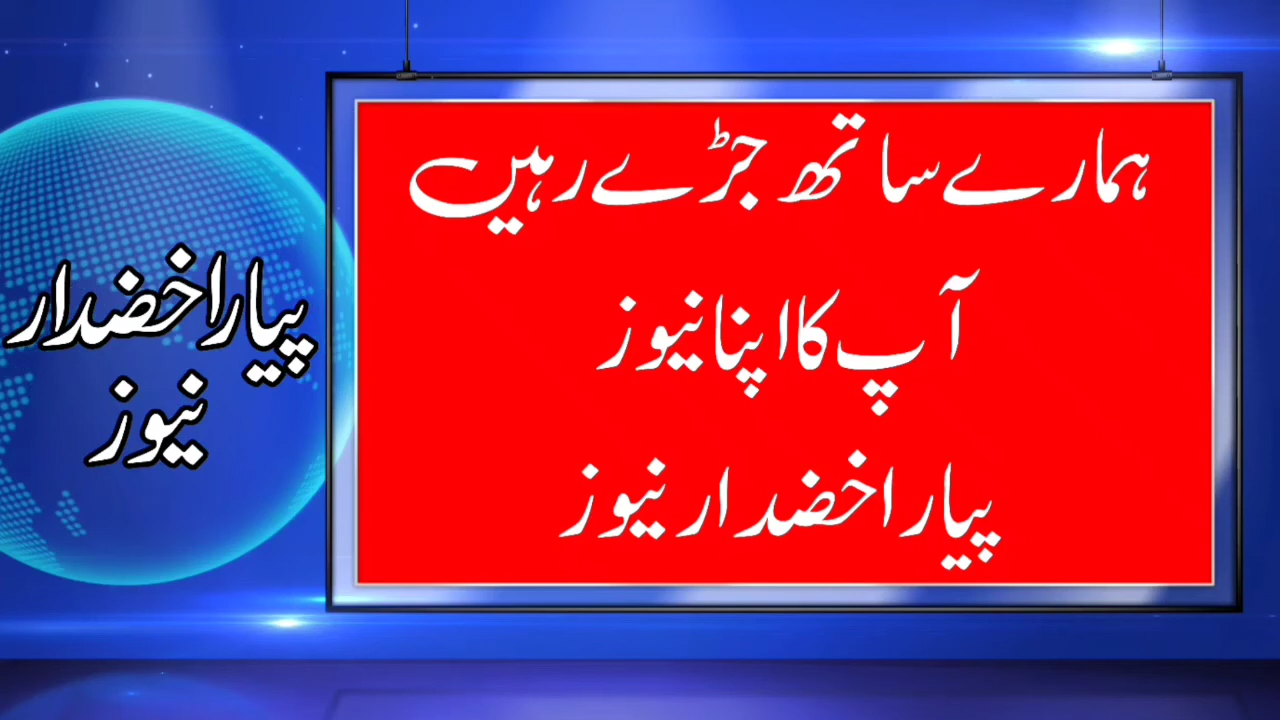 ہمارے ساتھ جڑے رہیں
آپ کا اپنا نیوز
پیارا خضدار نیوز
پیارا خضدار
نیوز